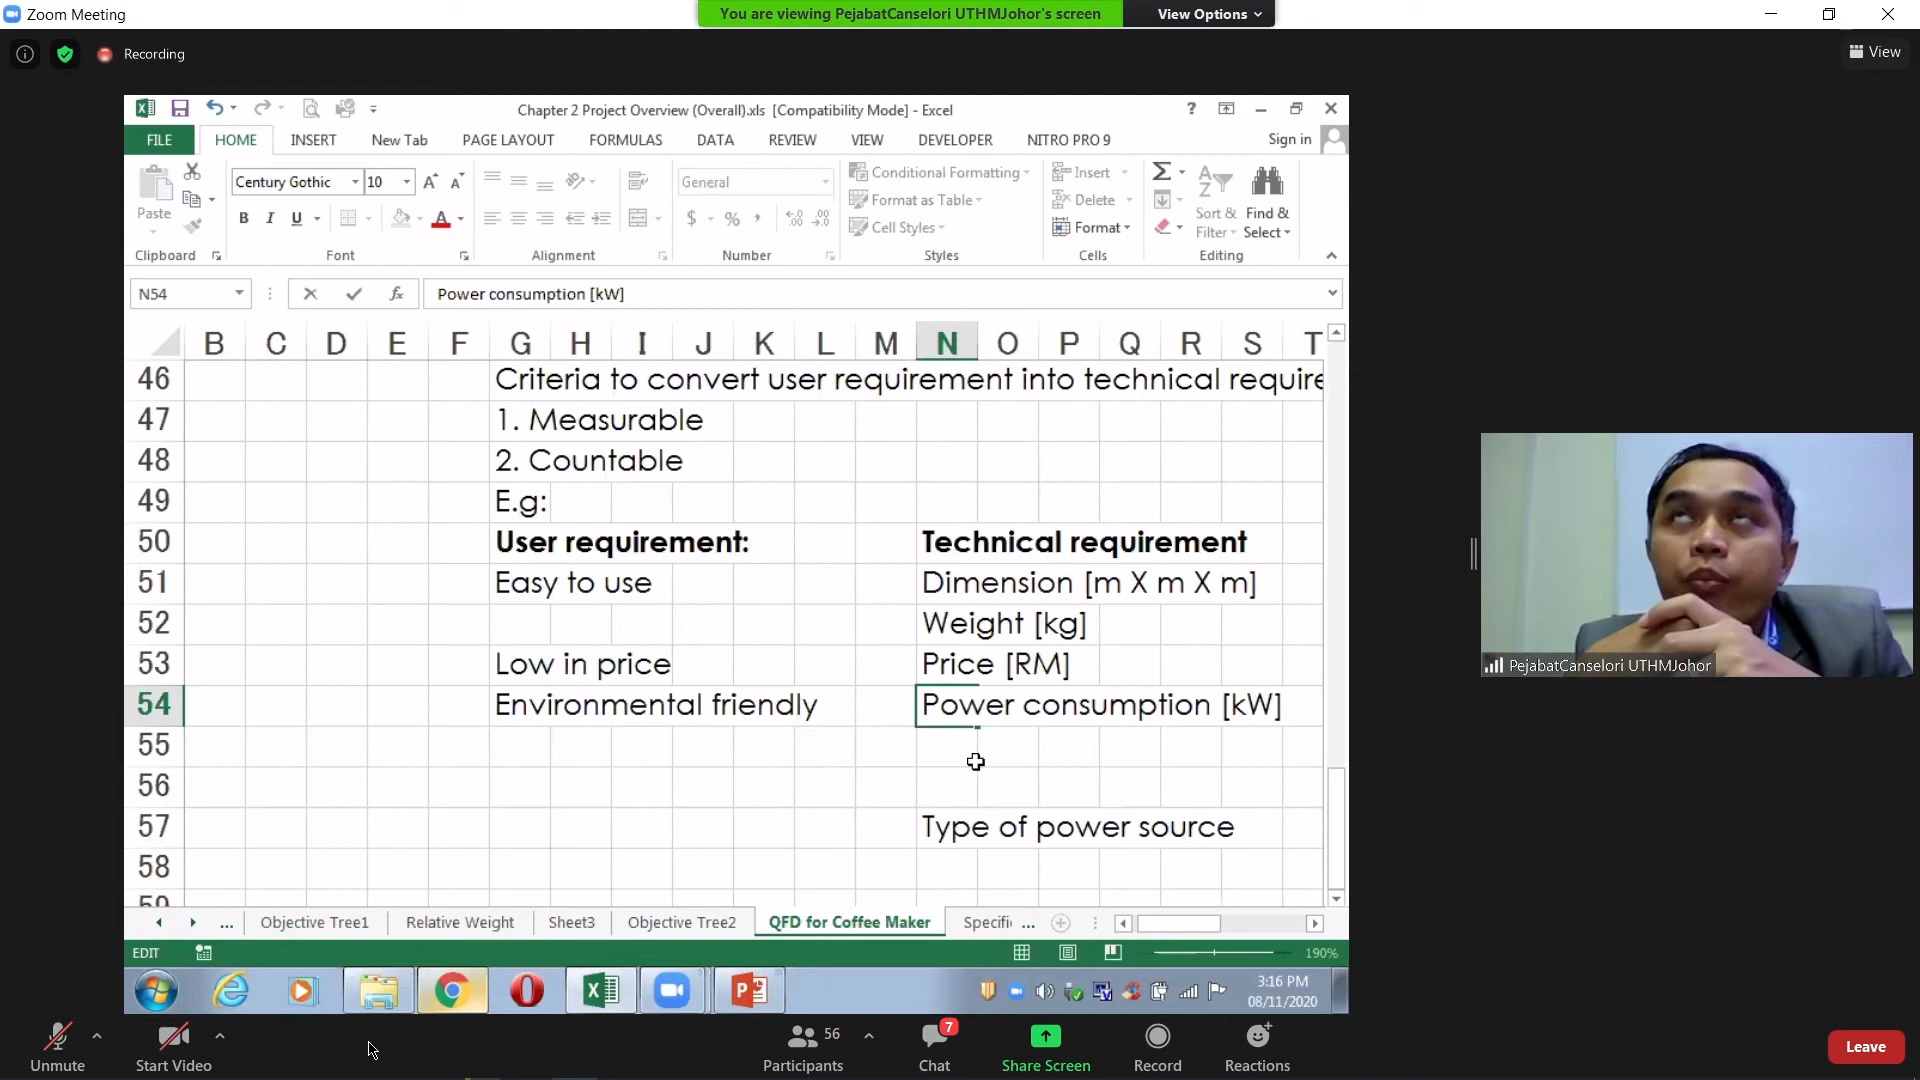 Zoom Meeting
You are viewing PejabatCanselori UTHMJohor's screen
View Options
Recording
View
Chapter 2 Project Overview (Overall).xls [Compatibility Mode] - Excel
FILE HOME INSERT New Tab PAGE LAYOUT FORMULAS DATA REVIEW VIEW DEVELOPER NITRO PRO 9 Sign in
Paste
Century Gothic 10
B I U
General
$ %
Conditional Formatting
Format as Table
Cell Styles
Insert
Delete
Format
Sort & Filter
Find & Select
Clipboard Font Alignment Number Styles Cells Editing
N54 fx Power consumption [kW]
B C D E F G H I J K L M N O P Q R S T
46 Criteria to convert user requirement into technical require
47 1. Measurable
48 2. Countable
49 E.g:
50 User requirement: Technical requirement
51 Easy to use Dimension [m X m X m]
52 Weight [kg]
53 Low in price Price [RM]
54 Environmental friendly Power consumption [kW]
55
56
57 Type of power source
58
59
... Objective Tree1 Relative Weight Sheet3 Objective Tree2 QFD for Coffee Maker Specifi ...
EDIT 190%
3:16 PM
08/11/2020
PejabatCanselori UTHMJohor
Unmute
Start Video
56
Participants
7
Chat
Share Screen
Record
Reactions
Leave